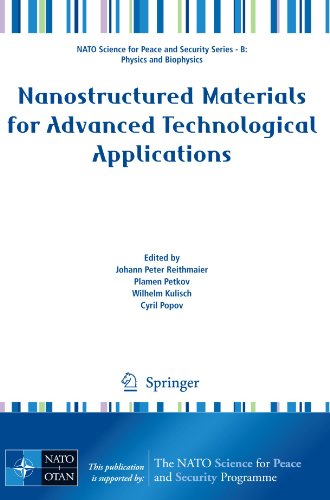 NATO Science for Peace and Security Series - B:
Physics and Biophysics
Nanostructured Materials
for Advanced Technological
Applications
Edited by
Johann Peter Reithmaier
Plamen Petkov
Wilhelm Kulisch
Cyril Popov
Springer
NATO
OTAN
This publication
is supported by:
The NATO Science for Peace
and Security Programme